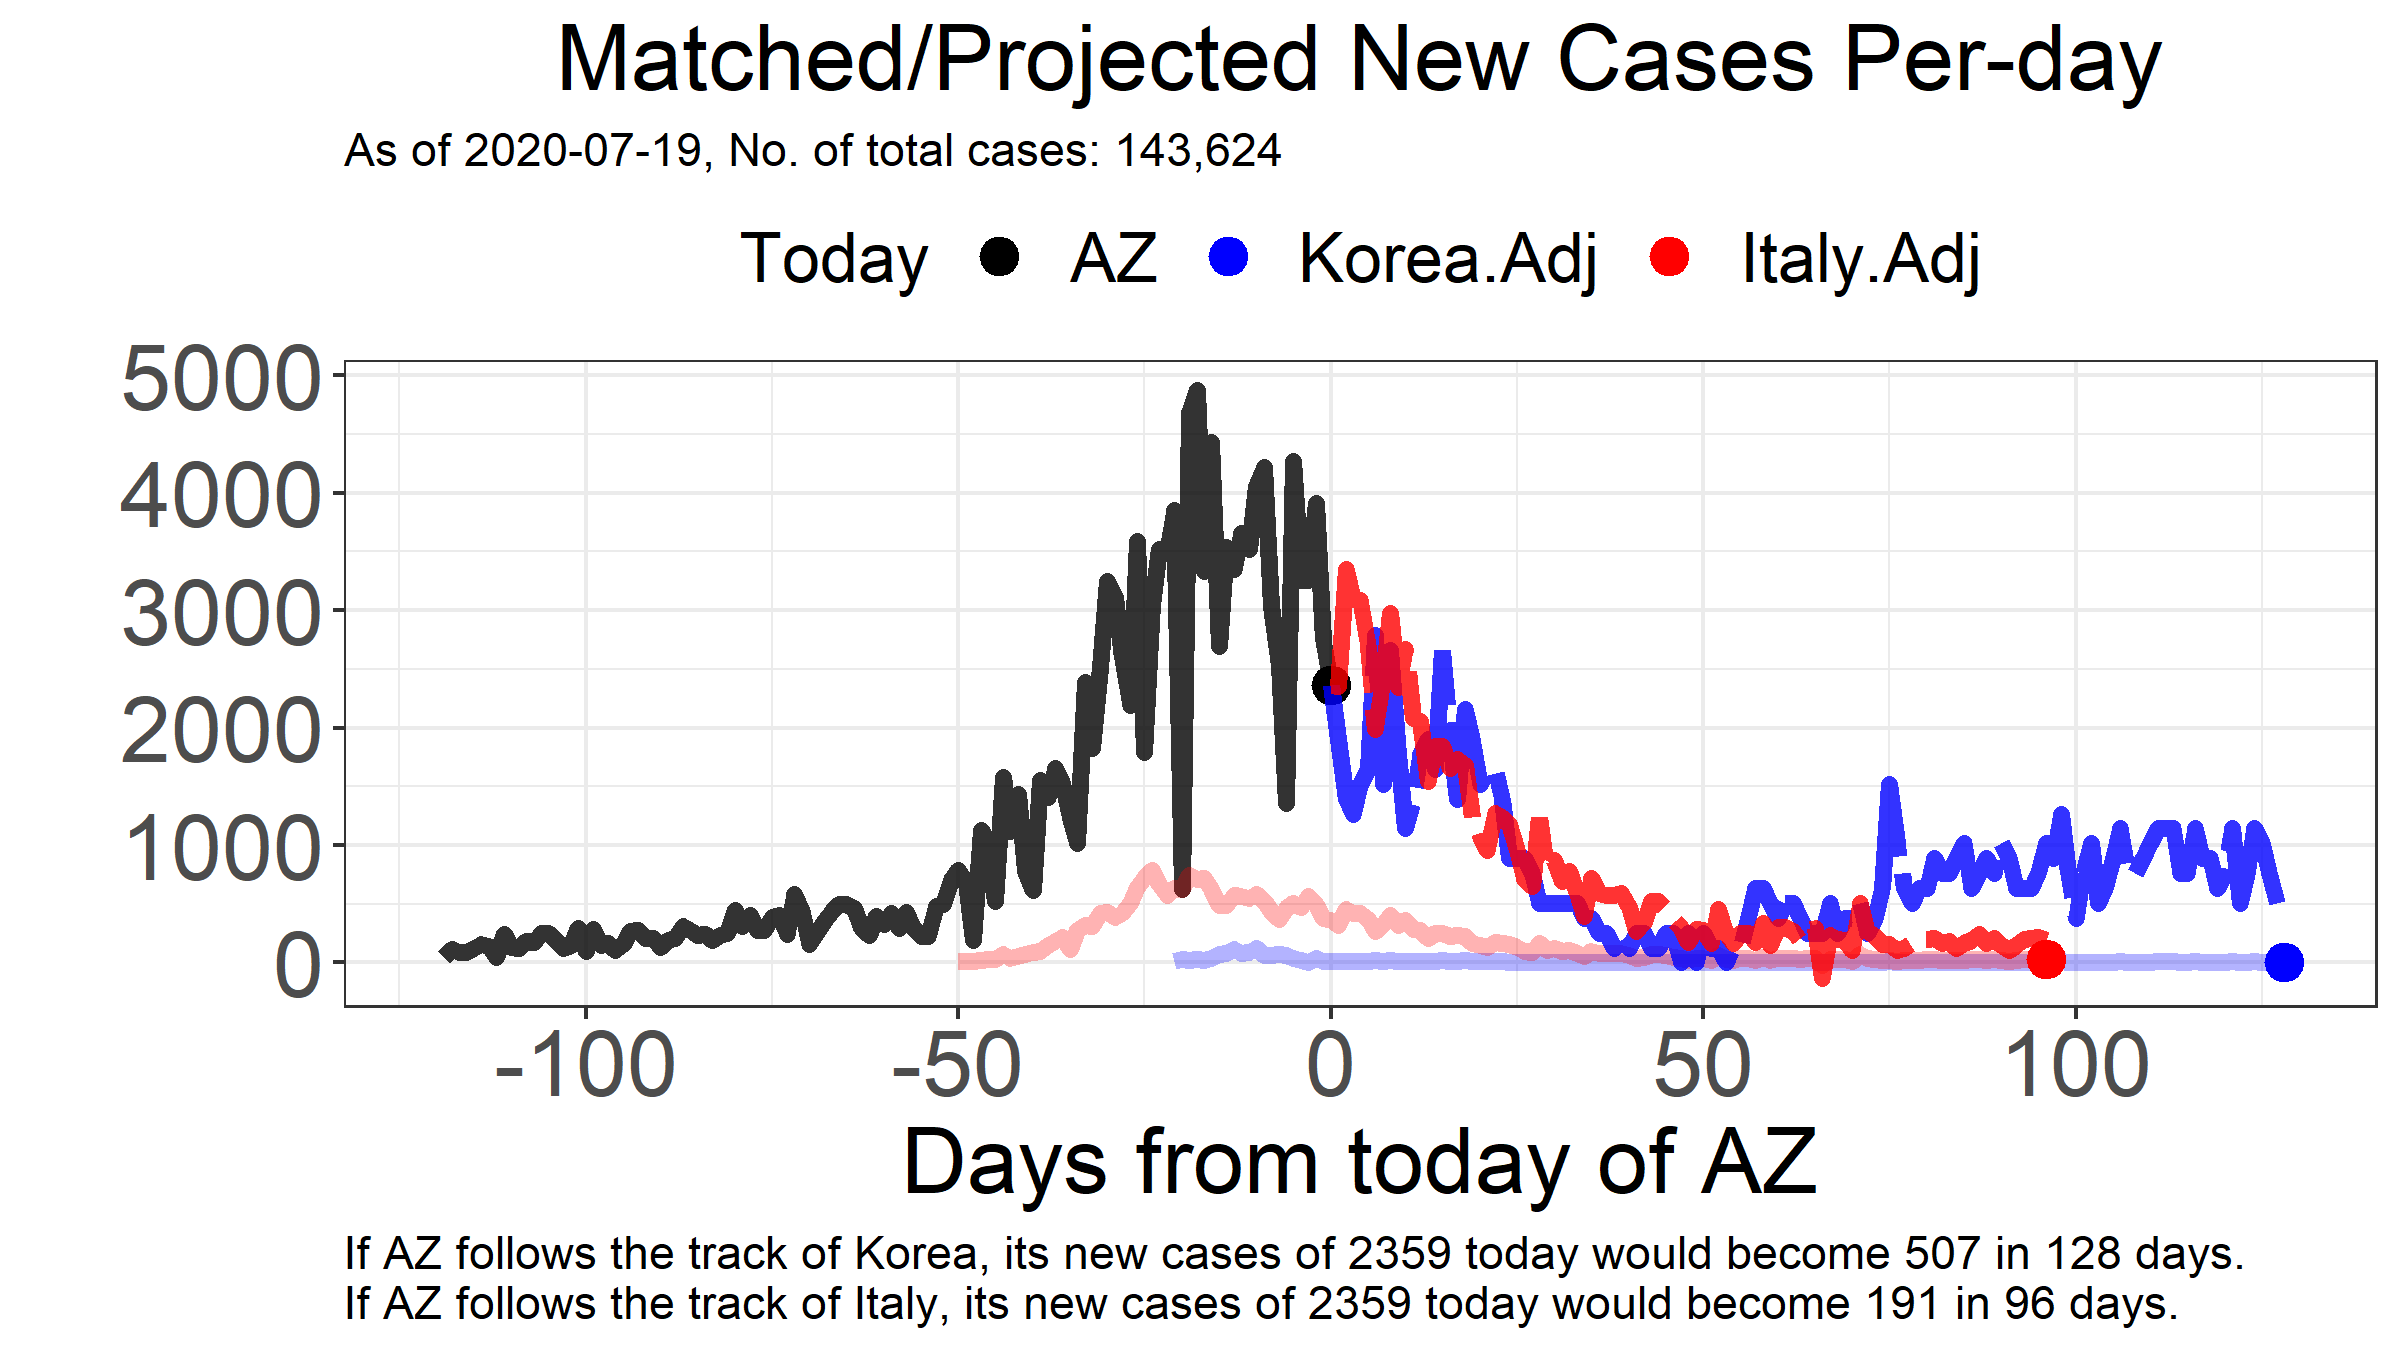 Matched/Projected New Cases Per-day
As of 2020-07-19, No. of total cases: 143,624
Today AZ Korea.Adj Italy.Adj
5000
4000
3000
2000
1000
0
-100 -50 0 50 100
Days from today of AZ
If AZ follows the track of Korea, its new cases of 2359 today would become 507 in 128 days.
If AZ follows the track of Italy, its new cases of 2359 today would become 191 in 96 days.